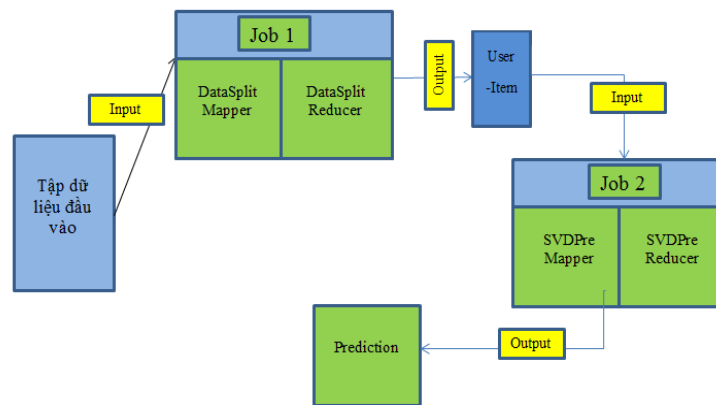 Job 1
DataSplit
Mapper
DataSplit
Reducer
Input
Output
User
-Item
Input
Tập dữ
liệu đầu
vào
Job 2
SVDPre
Mapper
SVDPre
Reducer
Prediction
Output